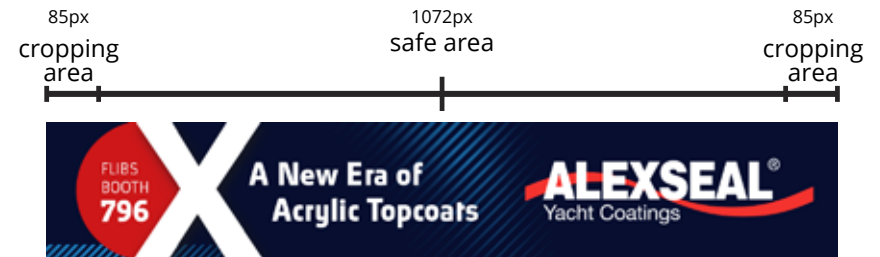 85px
cropping
area
1072px
safe area
85px
cropping
area
FLIBS
BOOTH
796
A New Era of
Acrylic Topcoats
ALEXSEAL®
Yacht Coatings